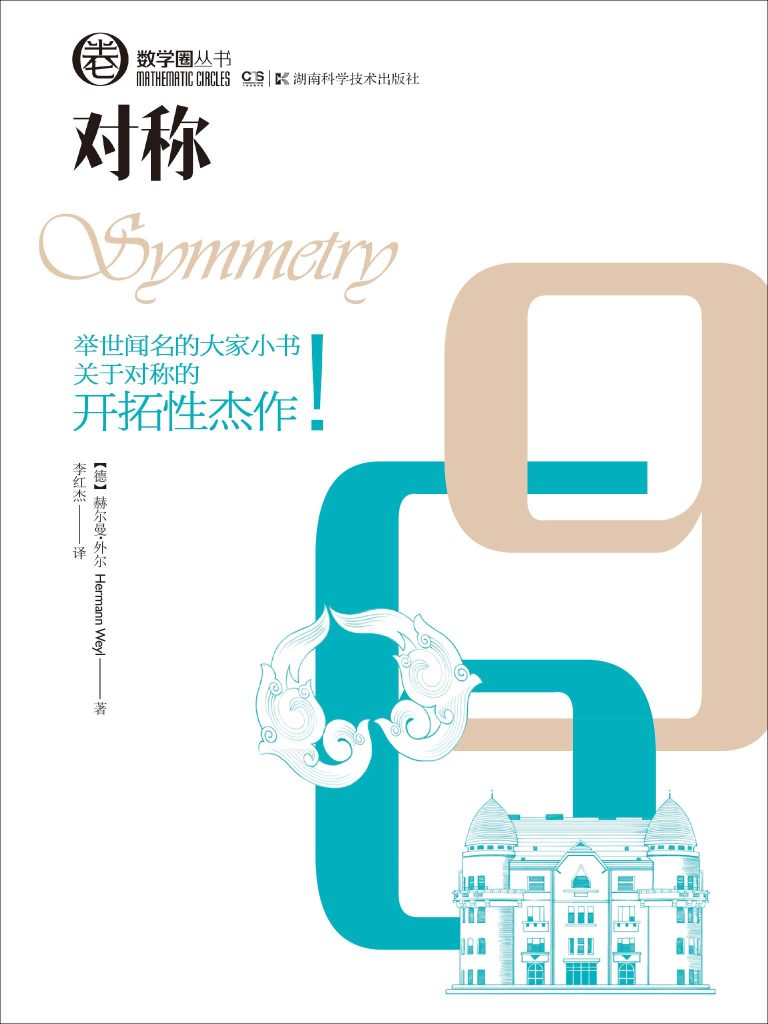 数学圈丛书
MATHEMATIC CIRCLES
湖南科学技术出版社
对称
Symmetry
举世闻名的大家小书
关于对称的
开拓性杰作！
【德】赫尔曼·外尔 Hermann Weyl——著
李红杰——译